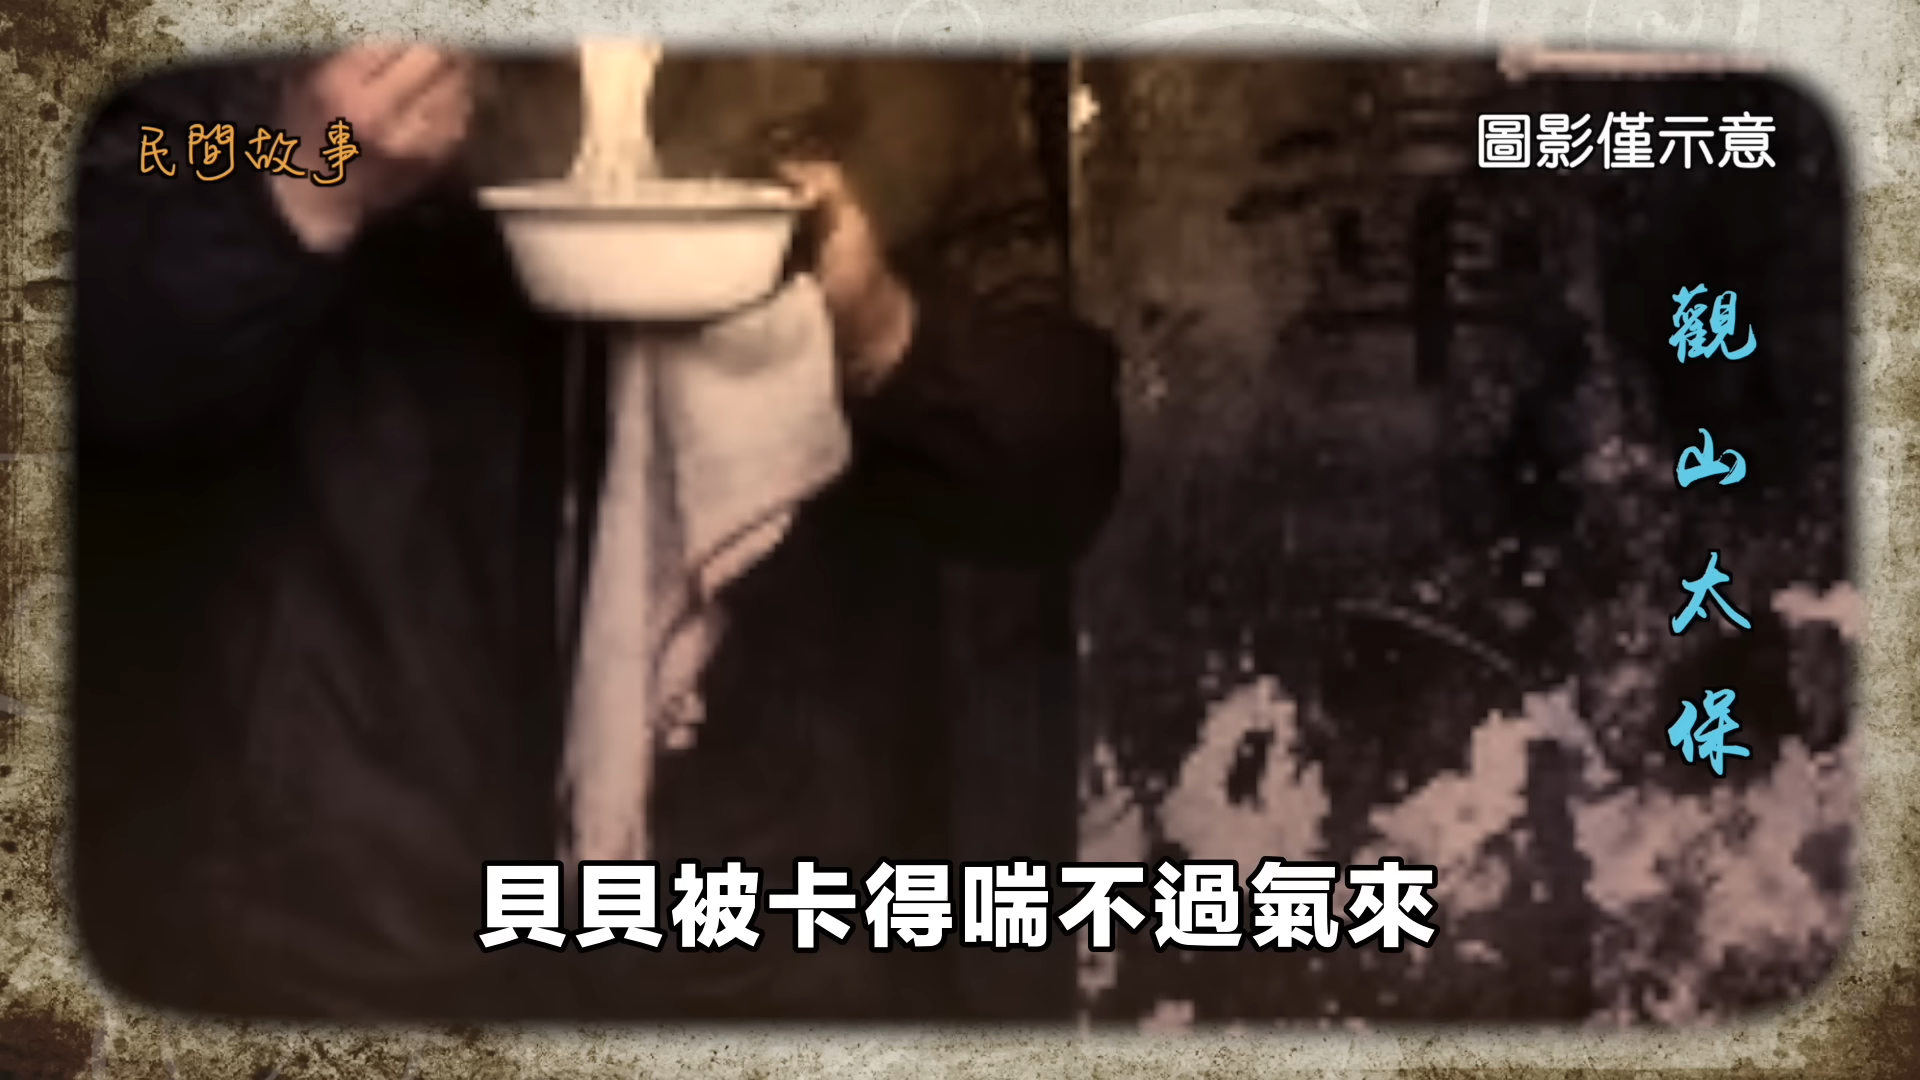 民間故事
圖影僅示意
觀山太保
貝貝被卡得喘不過氣來